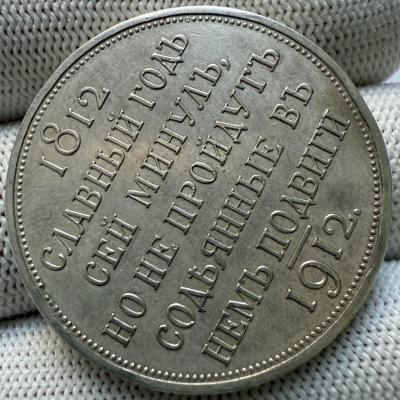 1812
СЛАВНЫЙ ГОДЪ
СЕЙ МИНУЛЪ,
НО НЕ ПРОЙДУТЪ
СОДѢЯННЫЕ ВЪ
НЕМЪ ПОДВИГИ
1912.